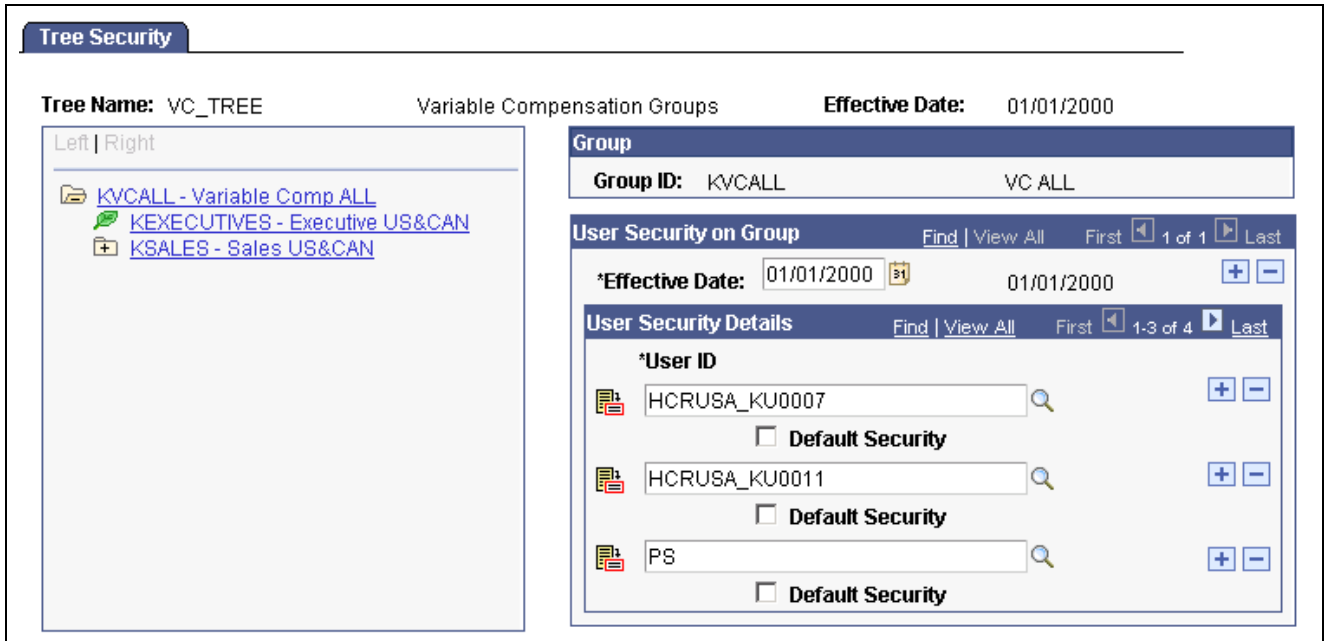 Tree Security
Tree Name: VC_TREE Variable Compensation Groups Effective Date: 01/01/2000
Left | Right
KVCALL - Variable Comp ALL
KEXECUTIVES - Executive US&CAN
KSALES - Sales US&CAN
Group
Group ID: KVCALL VC ALL
User Security on Group Find | View All First 1 of 1 Last
*Effective Date: 01/01/2000 31 01/01/2000
User Security Details Find | View All First 1-3 of 4 Last
*User ID
HCRUSA_KU0007
Default Security
HCRUSA_KU0011
Default Security
PS
Default Security